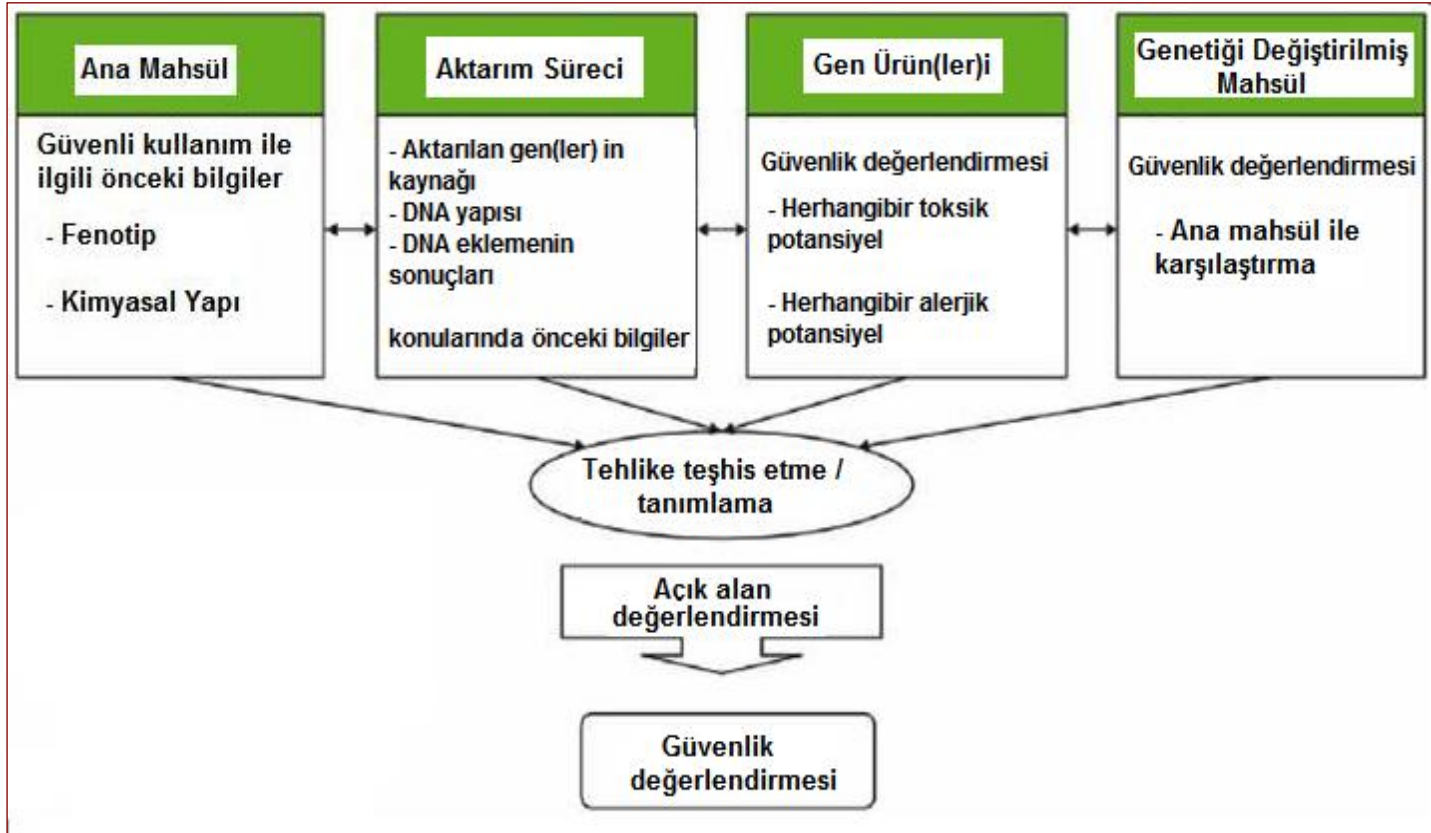 Ana Mahsül
Güvenli kullanım ile
ilgili önceki bilgiler
- Fenotip
- Kimyasal Yapı
Aktarım Süreci
- Aktarılan gen(ler) in
kaynağı
- DNA yapısı
- DNA eklemenin
sonuçları
konularında önceki bilgiler
Gen Ürün(ler)i
Güvenlik değerlendirmesi
- Herhangibir toksik
potansiyel
- Herhangibir alerjik
potansiyel
Genetiği Değiştirilmiş
Mahsül
Güvenlik değerlendirmesi
- Ana mahsül ile
karşılaştırma
Tehlike teşhis etme /
tanımlama
Açık alan
değerlendirmesi
Güvenlik
değerlendirmesi